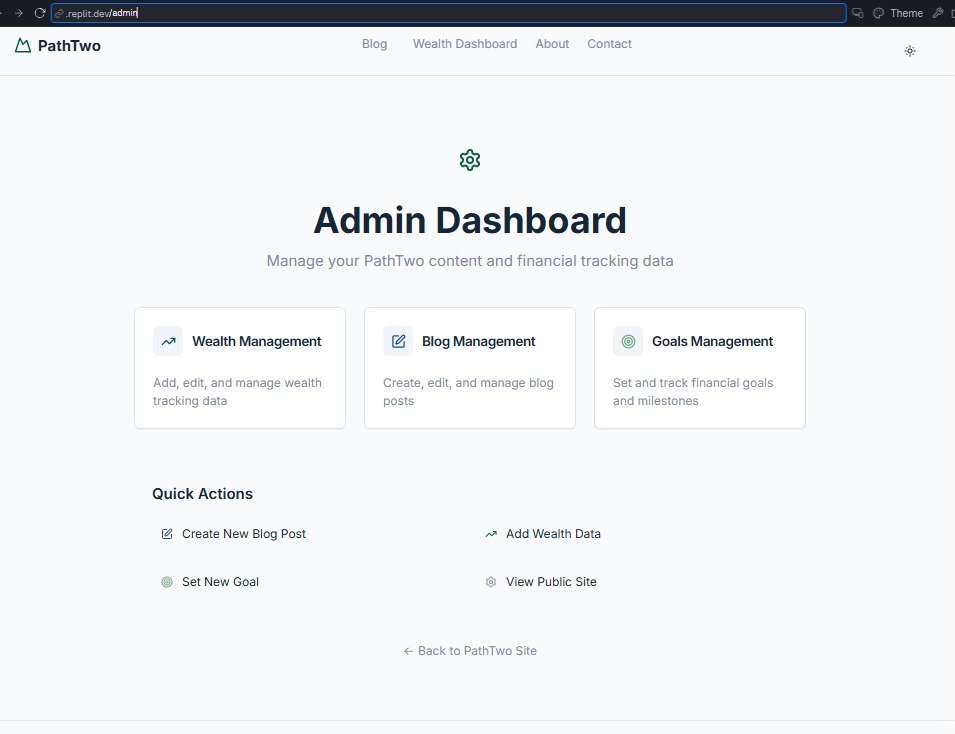 .replit.dev/admin
Theme
PathTwo
Blog Wealth Dashboard About Contact
Admin Dashboard
Manage your PathTwo content and financial tracking data
Wealth Management
Add, edit, and manage wealth
tracking data
Blog Management
Create, edit, and manage blog
posts
Goals Management
Set and track financial goals
and milestones
Quick Actions
Create New Blog Post
Add Wealth Data
Set New Goal
View Public Site
← Back to PathTwo Site